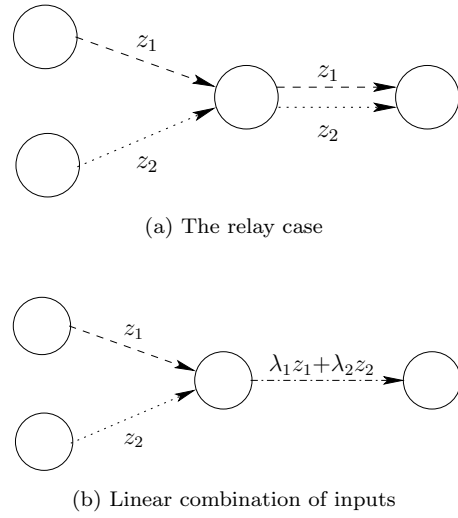 z₁
z₁
z₂
z₂
(a) The relay case
z₁
λ₁z₁+λ₂z₂
z₂
(b) Linear combination of inputs